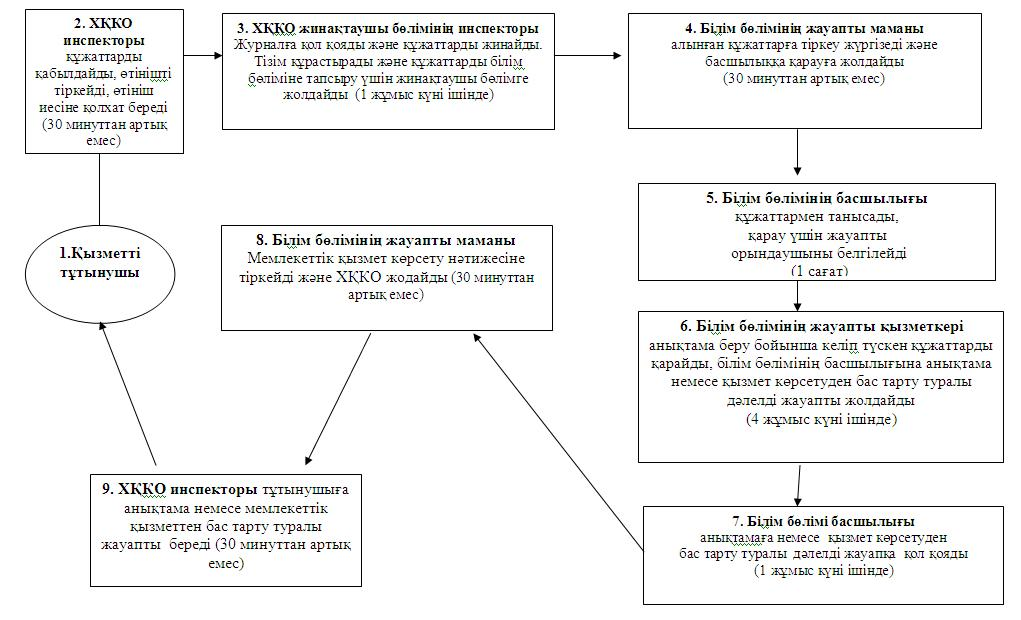 1.Қызметті
тұтынушы
2. ХҚКО
инспекторы
құжаттарды
қабылдайды, өтінішті
тіркейді, өтініш
иесіне қолхат береді
(30 минуттан артық
емес)
3. ХҚКО жинақтаушы бөлімінің инспекторы
Журналға қол қояды және құжаттарды жинайды.
Тізім құрастырады және құжаттарды білім
бөліміне тапсыру үшін жинақтаушы бөлімге
жолдайды (1 жұмыс күні ішінде)
4. Білім бөлімінің жауапты маманы
алынған құжаттарға тіркеу жүргізеді және
басшылыққа қарауға жолдайды
(30 минуттан артық емес)
5. Білім бөлімінің басшылығы
құжаттармен танысады,
қарау үшін жауапты
орындаушыны белгілейді
(1 сағат)
6. Білім бөлімінің жауапты қызметкері
анықтама беру бойынша келіп түскен құжаттарды
қарайды, білім бөлімінің басшылығына анықтама
немесе қызмет көрсетуден бас тарту туралы
дәлелді жауапты жолдайды
(4 жұмыс күні ішінде)
7. Білім бөлімі басшылығы
анықтамаға немесе қызмет көрсетуден
бас тарту туралы дәлелді жауапқа қол қояды
(1 жұмыс күні ішінде)
8. Білім бөлімінің жауапты маманы
Мемлекеттік қызмет көрсету нәтижесіне
тіркейді және ХҚКО жодайды (30 минуттан
артық емес)
9. ХҚКО инспекторы тұтынушыға
анықтама немесе мемлекеттік
қызметтен бас тарту туралы
жауапты береді (30 минуттан артық
емес)